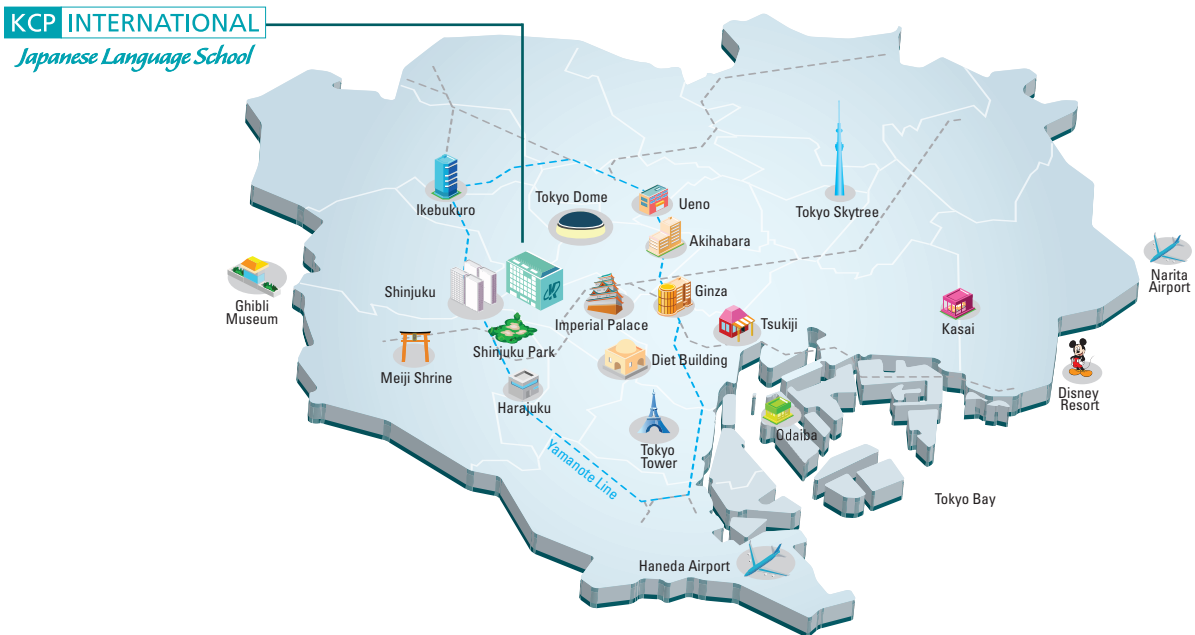 KCP INTERNATIONAL
Japanese Language School
Ikebukuro
Tokyo Dome
Ueno
Tokyo Skytree
Akihabara
Narita
Airport
Ghibli
Museum
Shinjuku
Imperial Palace
Ginza
Tsukiji
Kasai
Meiji Shrine
Shinjuku Park
Diet Building
Disney
Resort
Harajuku
Odaiba
Tokyo
Tower
Yamanote Line
Tokyo Bay
Haneda Airport